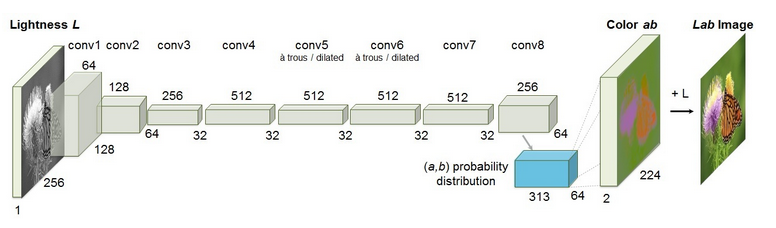 Lightness L
Color ab
Lab Image
conv1
conv2
conv3
conv4
conv5
à trous / dilated
conv6
à trous / dilated
conv7
conv8
64
128
256
512
512
512
512
256
+ L
128
64
32
32
32
32
32
64
256
1
(a,b) probability
distribution
313
64
2
224